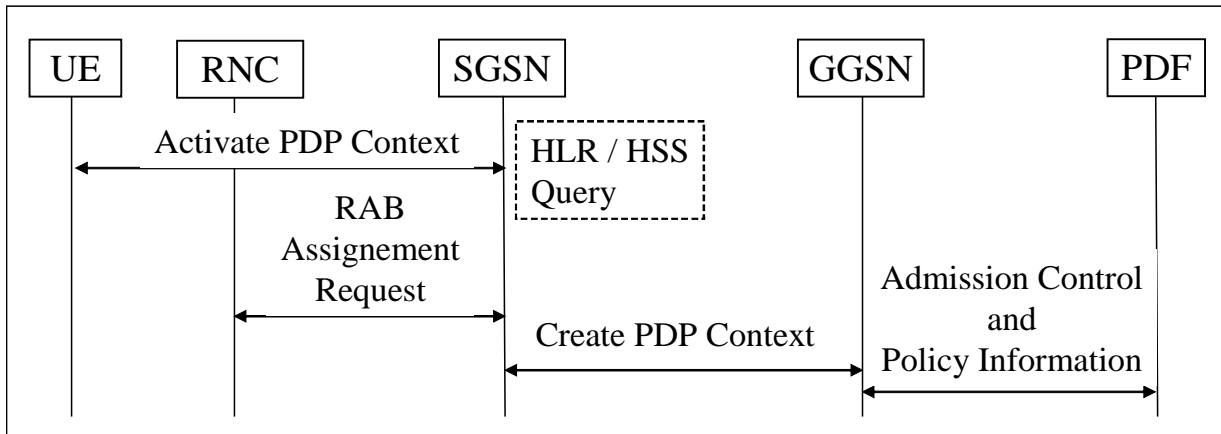 UE
RNC
SGSN
GGSN
PDF
Activate PDP Context
HLR / HSS
Query
RAB
Assignement
Request
Create PDP Context
Admission Control
and
Policy Information